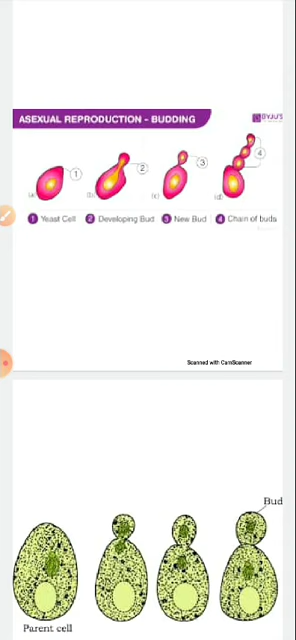 ASEXUAL REPRODUCTION - BUDDING
BYJU'S
1
2
3
4
(a)
(b)
(c)
(d)
1 Yeast Cell 2 Developing Bud 3 New Bud 4 Chain of buds
Scanned with CamScanner
Bud
Parent cell